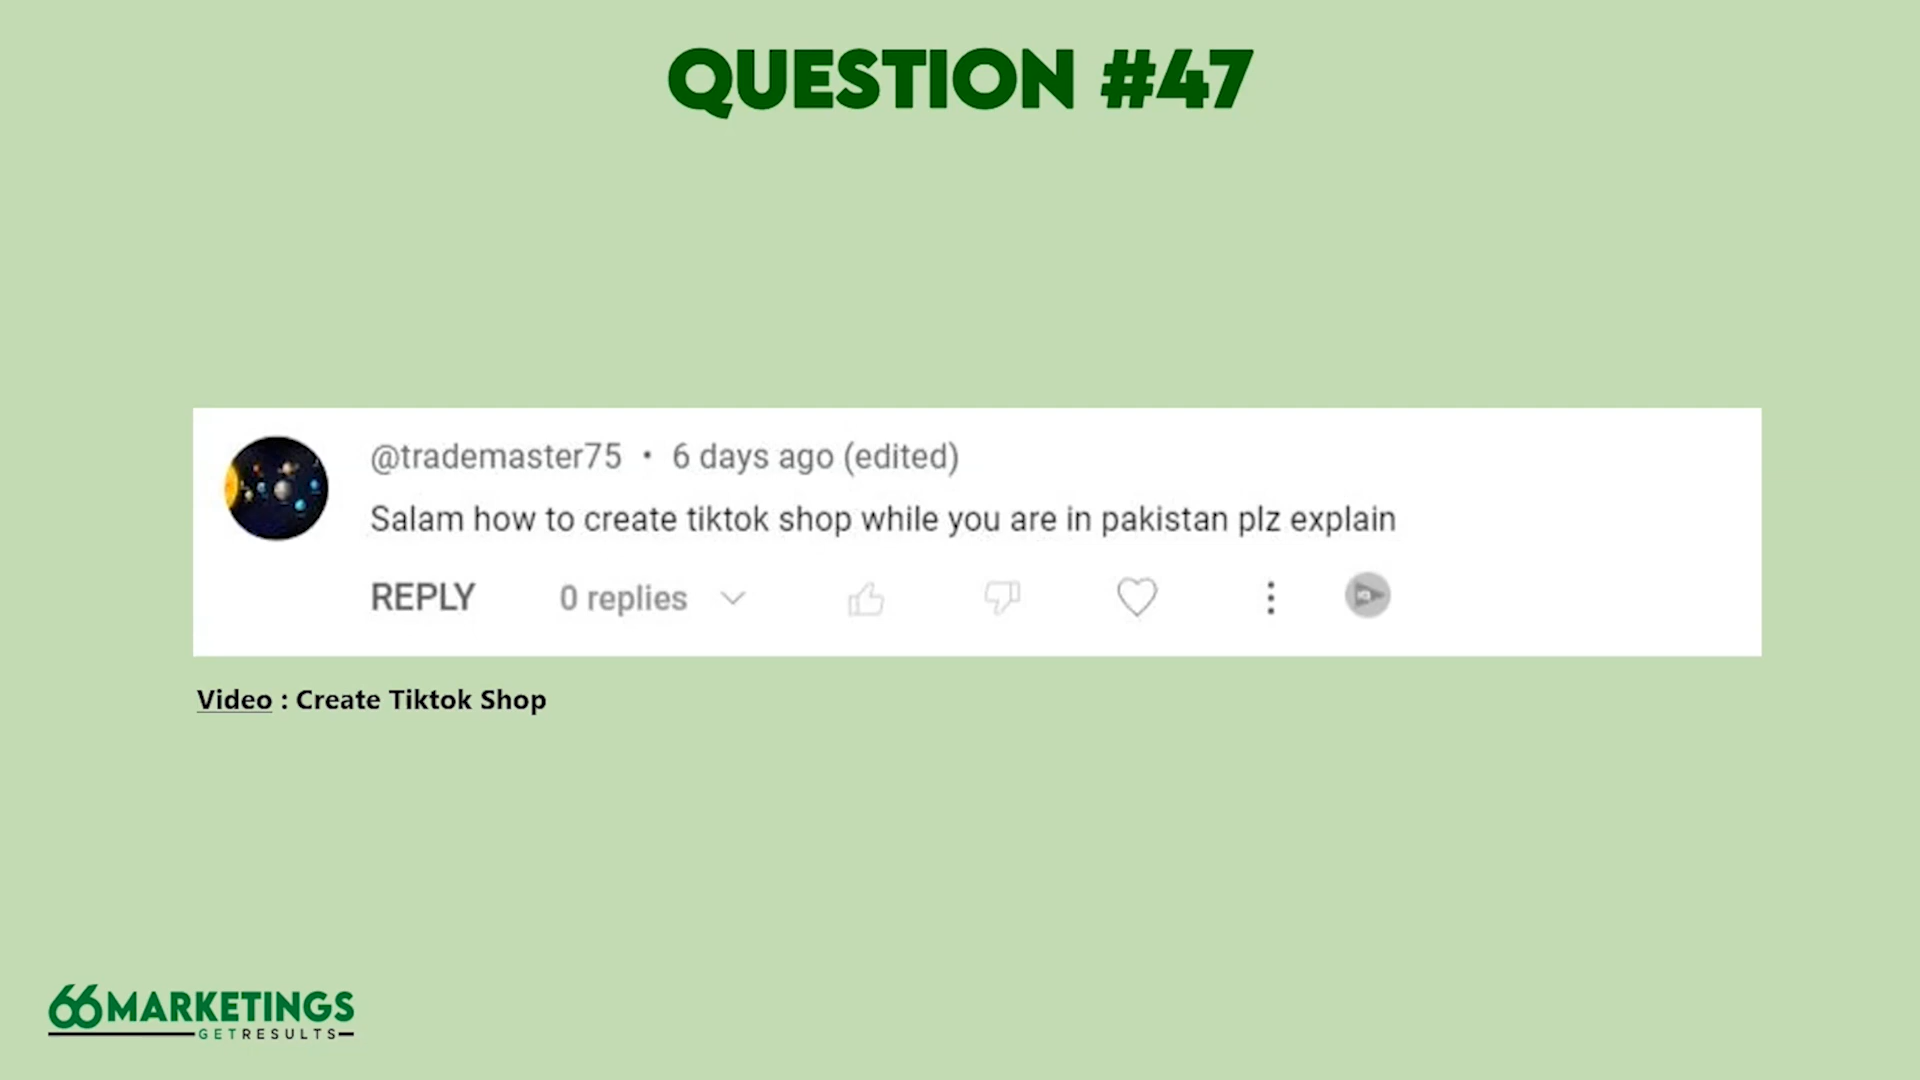 QUESTION #47
@trademaster75 • 6 days ago (edited)
Salam how to create tiktok shop while you are in pakistan plz explain
REPLY 0 replies
Video : Create Tiktok Shop
66MARKETINGS
GETRESULTS